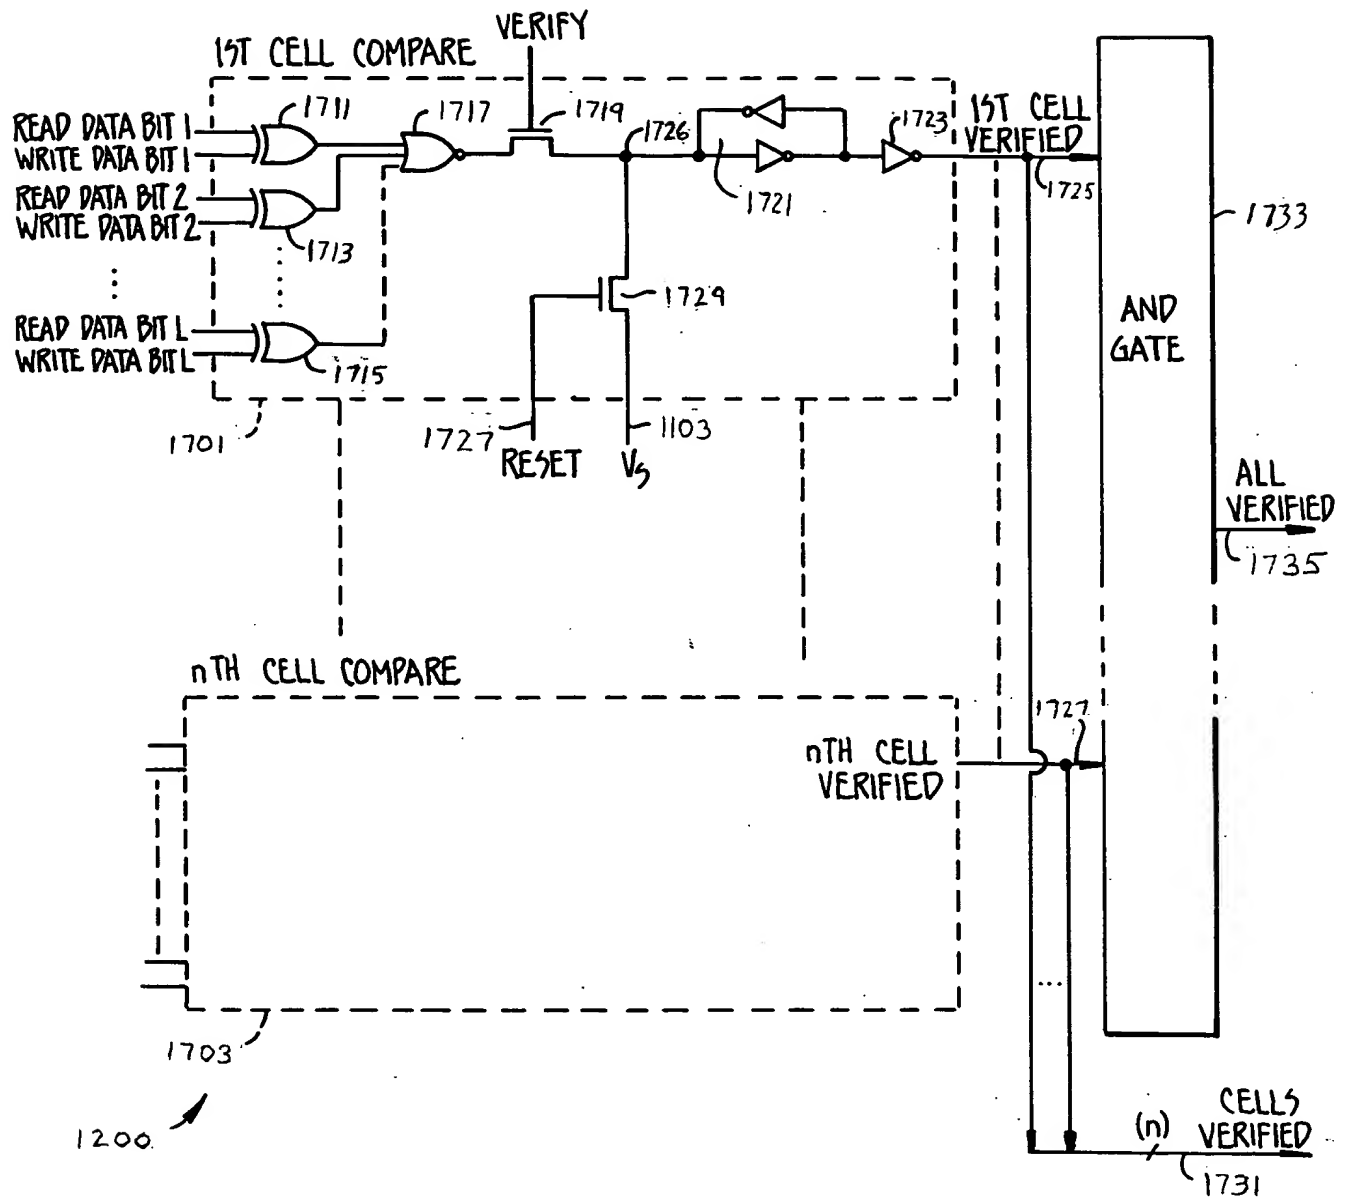 VERIFY
1ST CELL COMPARE
1711
1717
1719
1726
1723
1ST CELL
VERIFIED
READ DATA BIT 1
WRITE DATA BIT 1
1721
1725
READ DATA BIT 2
WRITE DATA BIT 2
1713
1733
1729
AND
GATE
READ DATA BIT L
WRITE DATA BIT L
1715
1701
1727
1103
RESET
VS
ALL
VERIFIED
1735
nTH CELL COMPARE
1727
nTH CELL
VERIFIED
1703
1200
(n)
CELLS
VERIFIED
1731